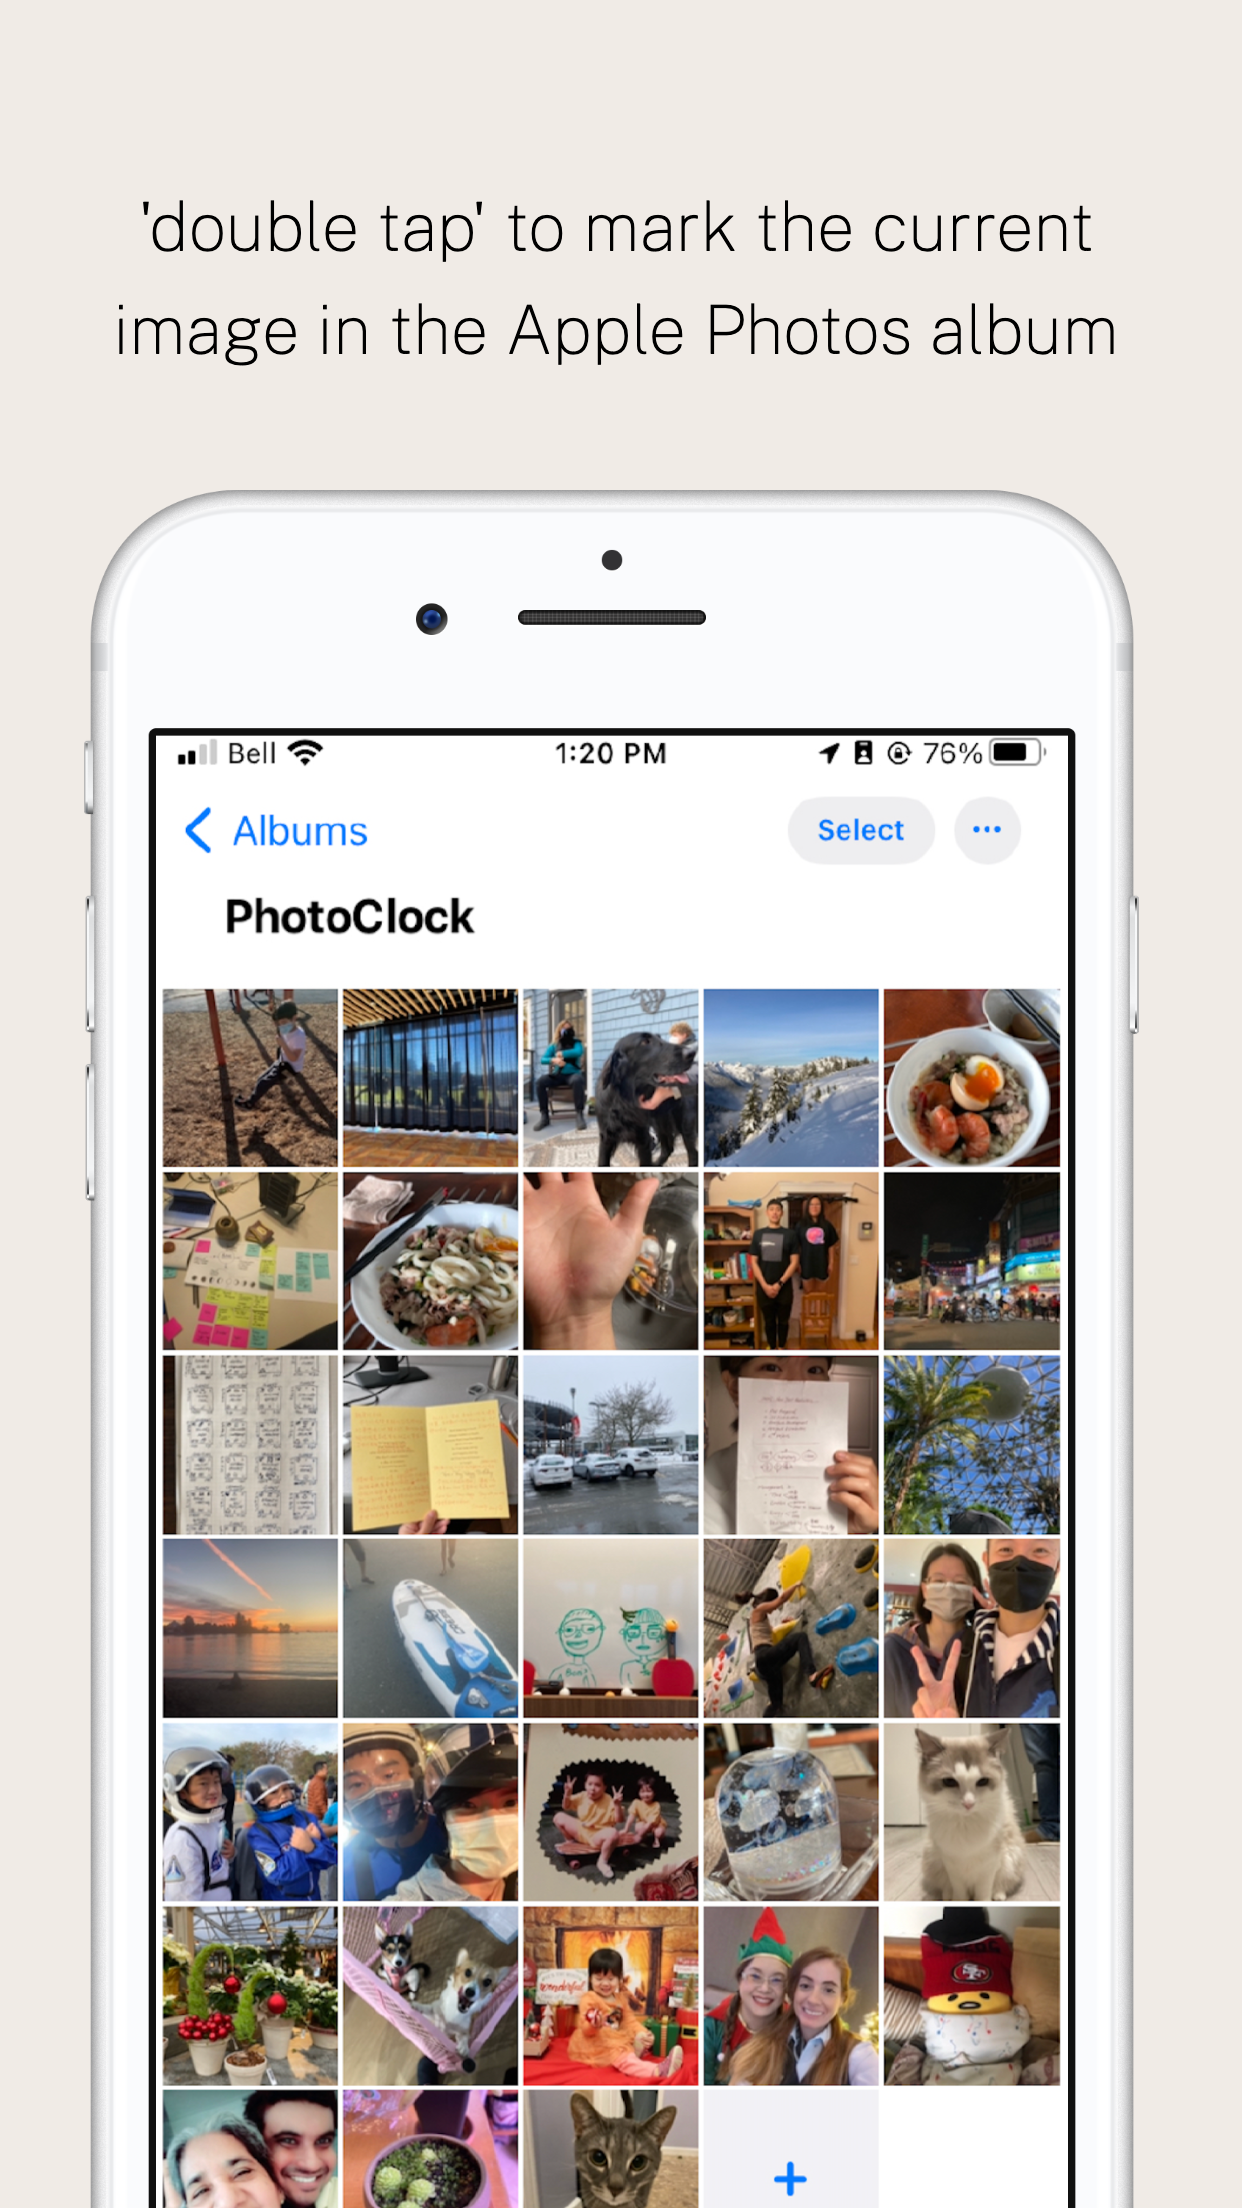 'double tap' to mark the current
image in the Apple Photos album
Bell
1:20 PM
76%
Albums
Select
PhotoClock